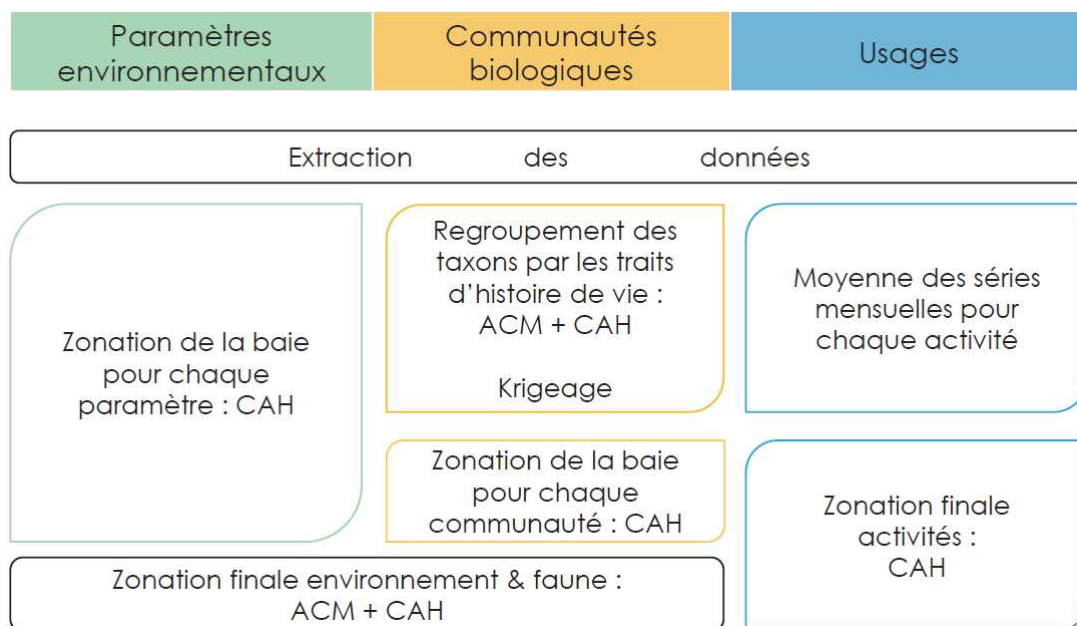 Paramètres
environnementaux
Communautés
biologiques
Usages
Extraction des données
Zonation de la baie
pour chaque
paramètre : CAH
Regroupement des
taxons par les traits
d'histoire de vie :
ACM + CAH
Krigeage
Moyenne des séries
mensuelles pour
chaque activité
Zonation de la baie
pour chaque
communauté : CAH
Zonation finale
activités :
CAH
Zonation finale environnement & faune :
ACM + CAH